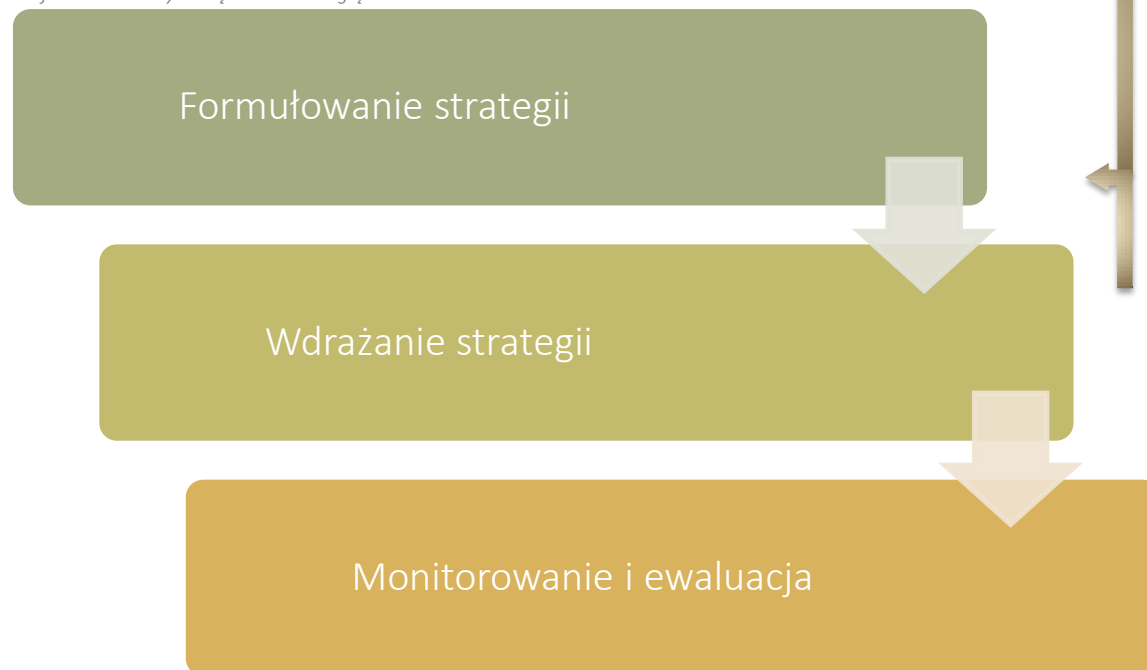 Formułowanie strategii
Wdrażanie strategii
Monitorowanie i ewaluacja